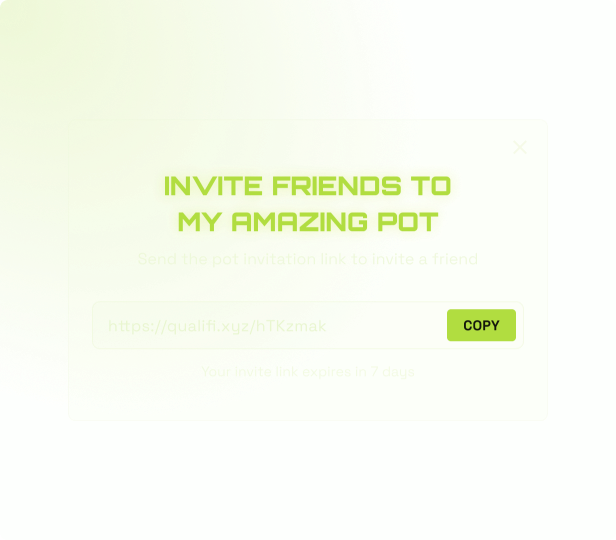 INVITE FRIENDS TO
MY AMAZING POT
Send the pot invitation link to invite a friend
https://qualifi.xyz/hTKzmak
COPY
Your invite link expires in 7 days.